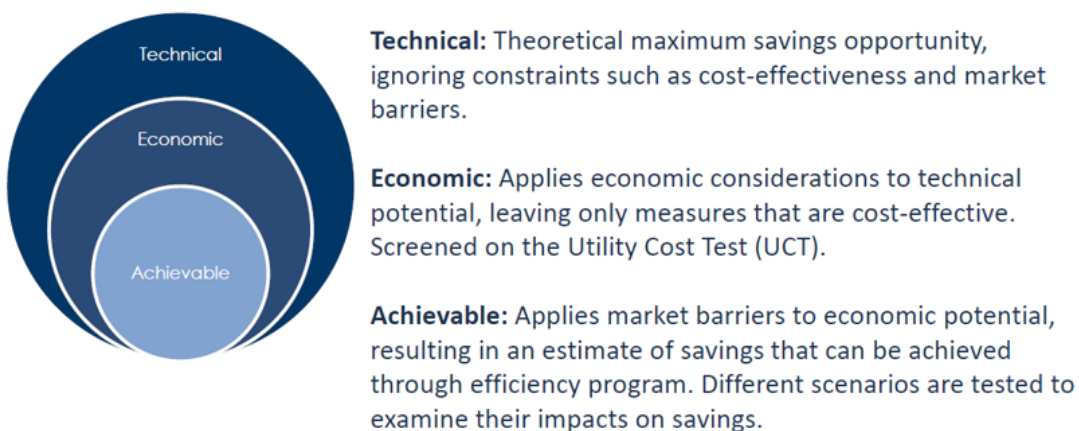 Technical
Economic
Achievable
Technical: Theoretical maximum savings opportunity,
ignoring constraints such as cost-effectiveness and market
barriers.
Economic: Applies economic considerations to technical
potential, leaving only measures that are cost-effective.
Screened on the Utility Cost Test (UCT).
Achievable: Applies market barriers to economic potential,
resulting in an estimate of savings that can be achieved
through efficiency program. Different scenarios are tested to
examine their impacts on savings.